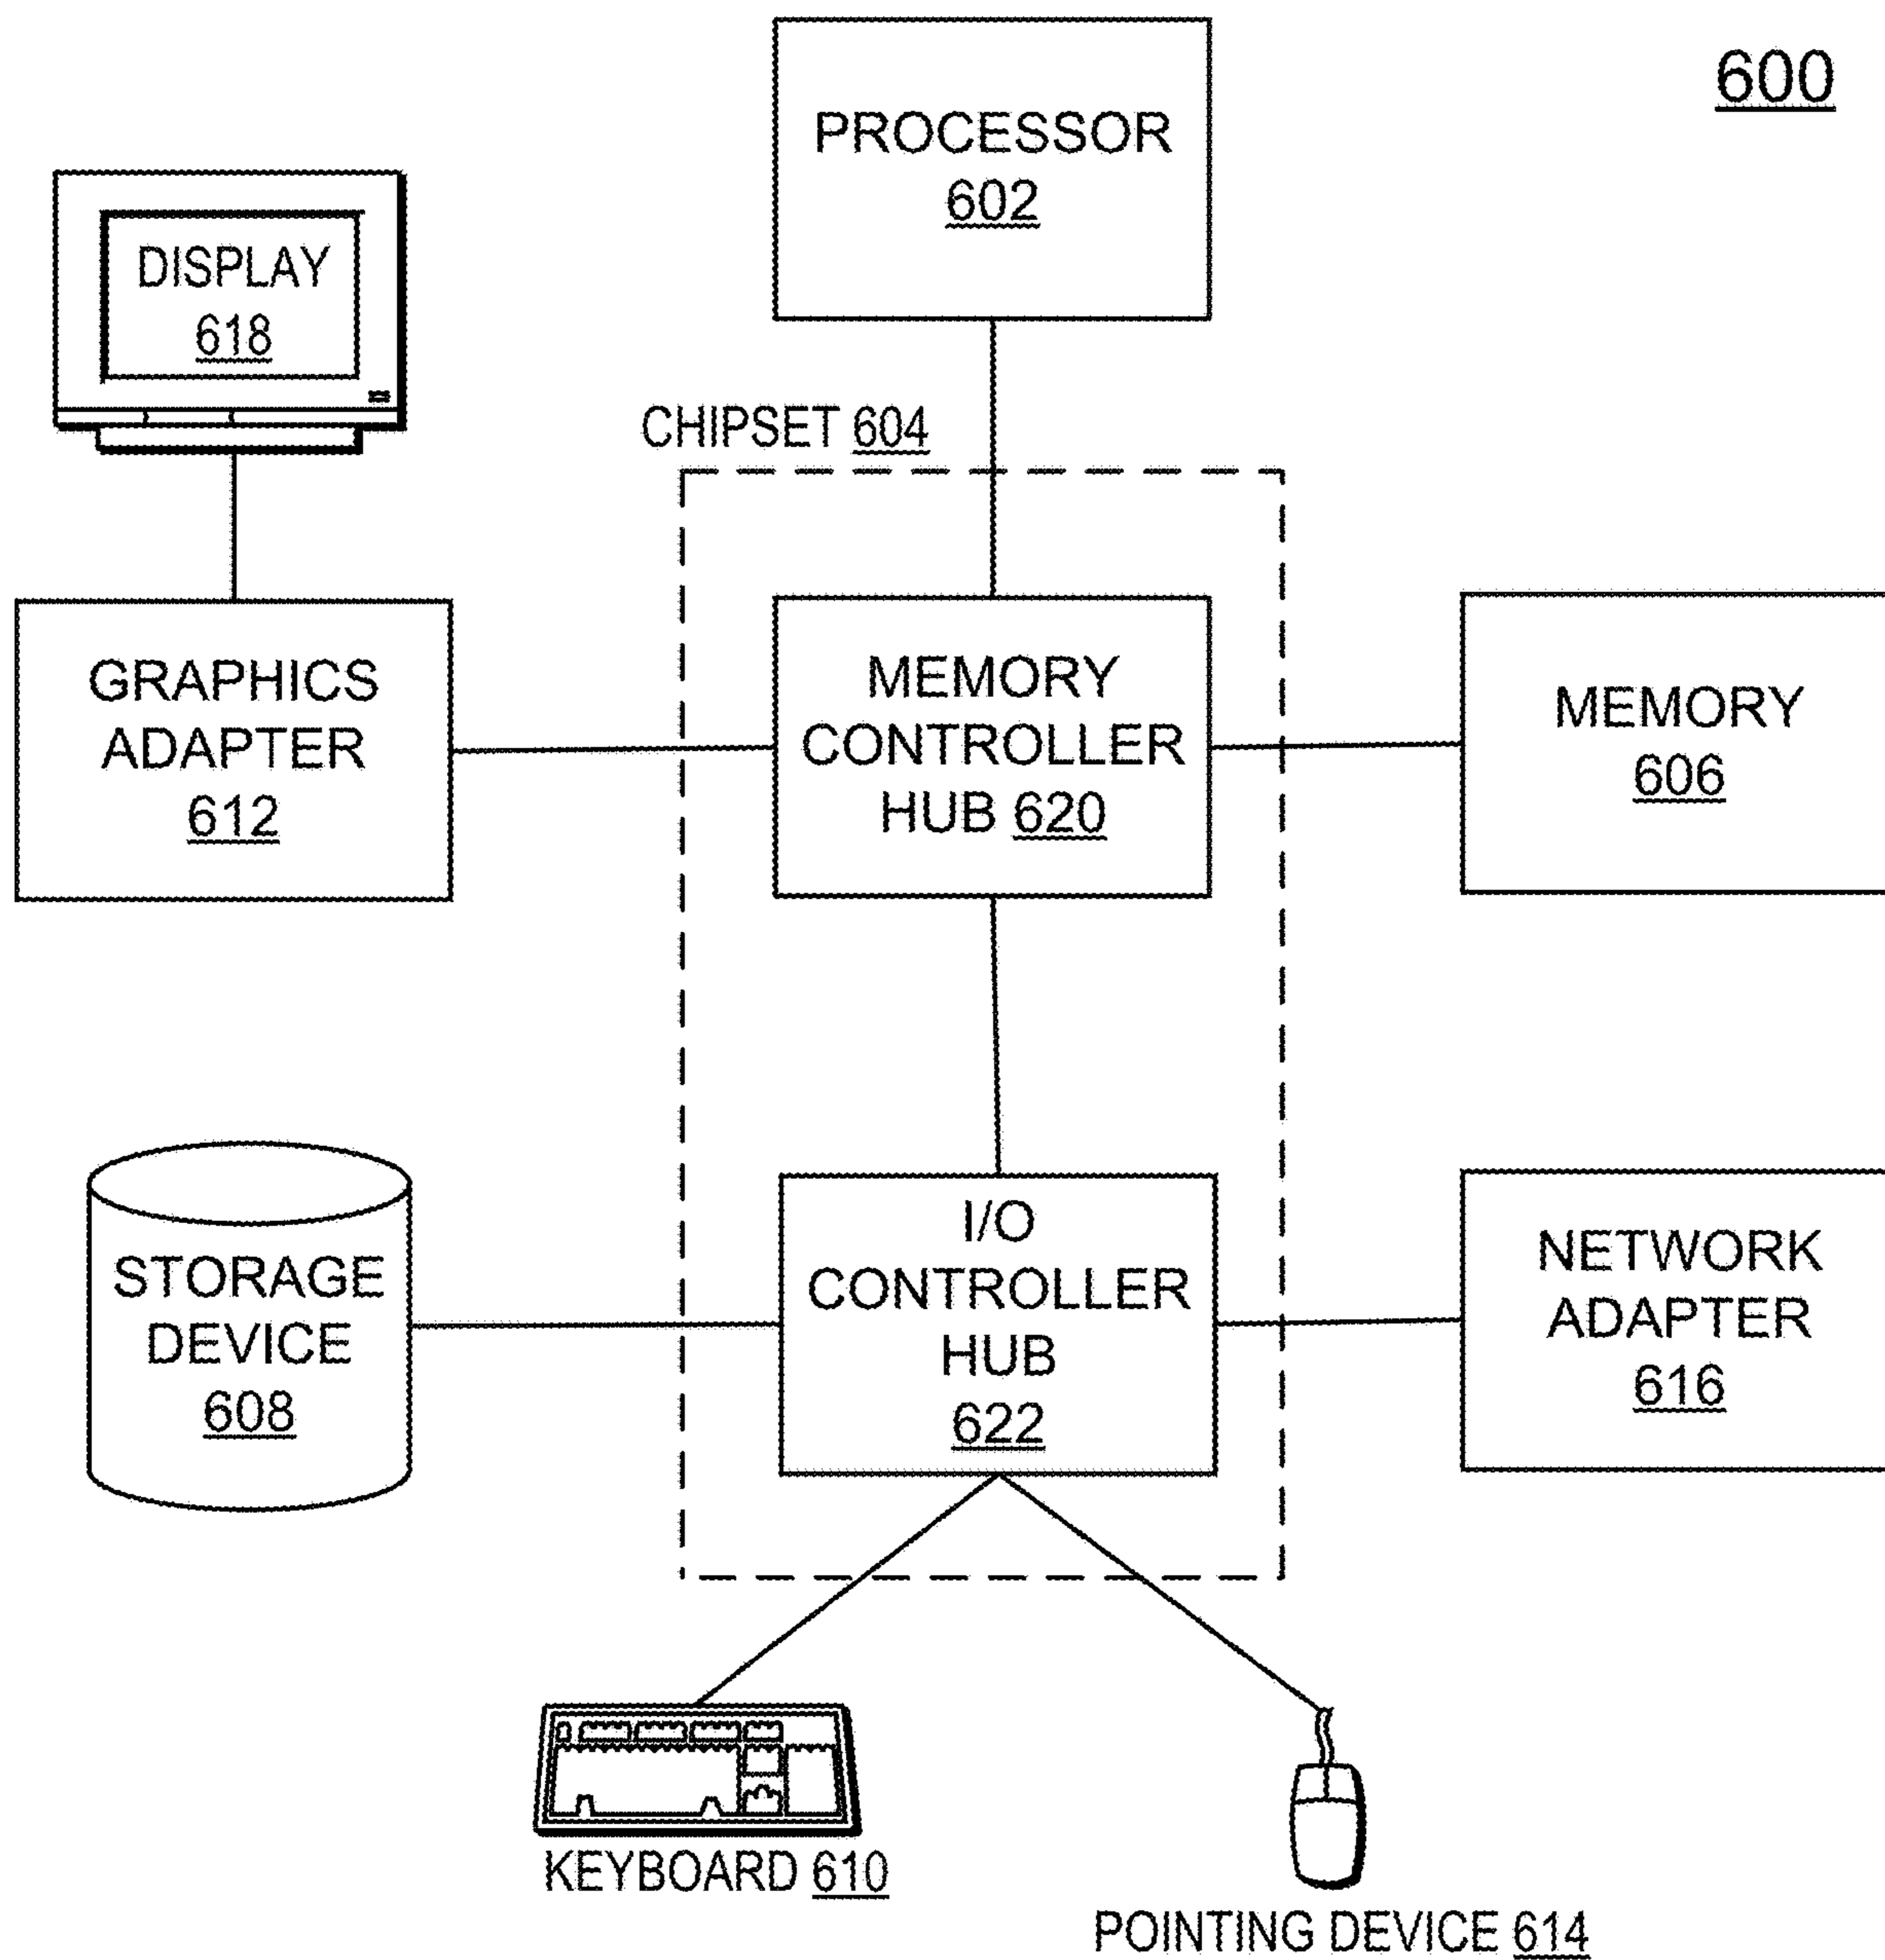 600
PROCESSOR
602
DISPLAY
618
CHIPSET 604
GRAPHICS
ADAPTER
612
MEMORY
CONTROLLER
HUB 620
MEMORY
606
STORAGE
DEVICE
608
I/O
CONTROLLER
HUB
622
NETWORK
ADAPTER
616
KEYBOARD 610
POINTING DEVICE 614